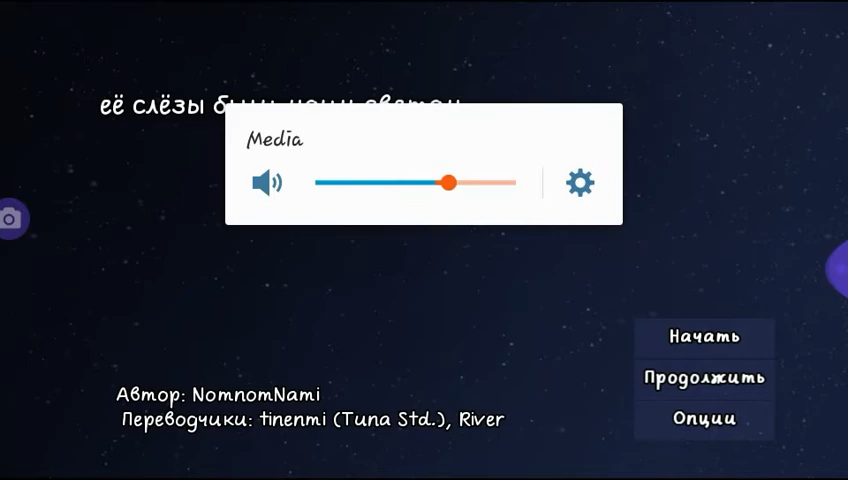 её слёзы
Media
Начать
Продолжить
Опции
Автор: NomnomNami
Переводчики: tinenmi (Tuna Std.), River